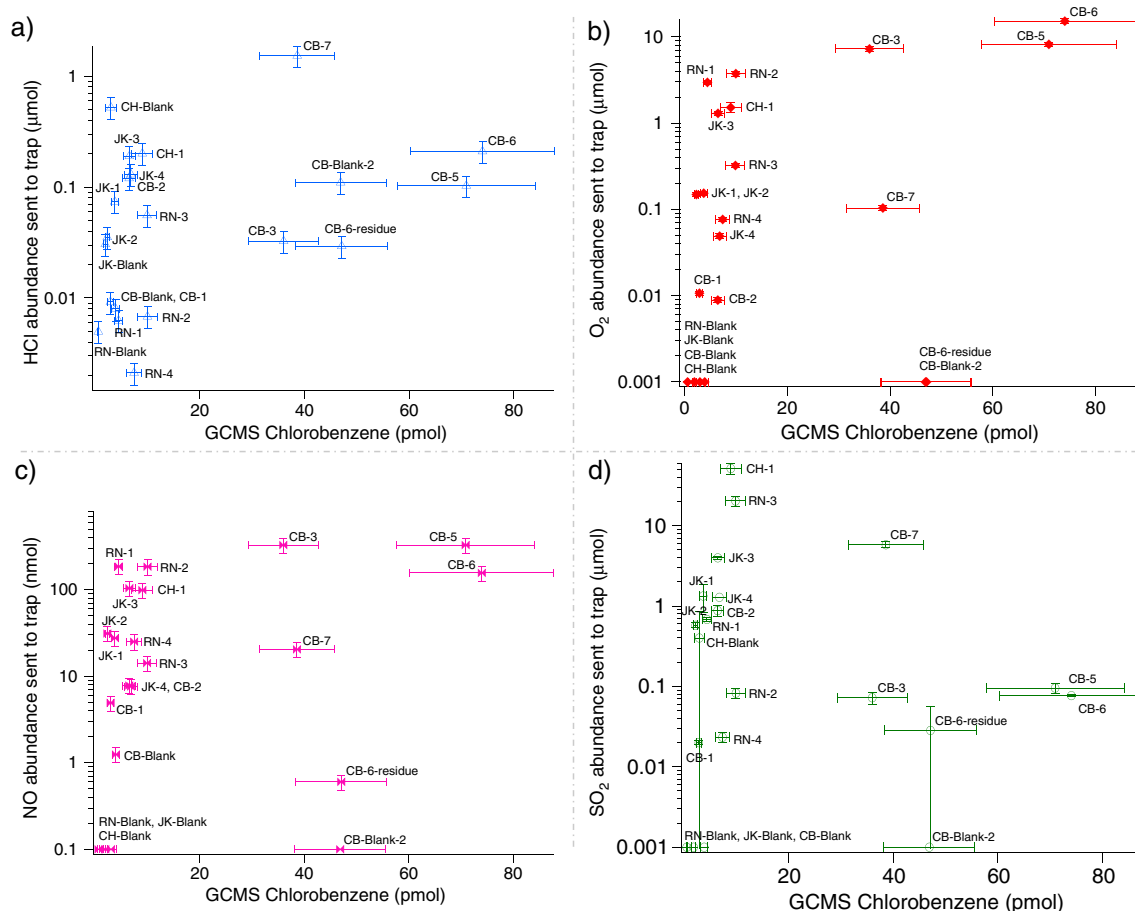 a)
HCl abundance sent to trap (µmol)
1
0.1
0.01
CB-7
CH-Blank
JK-3
CH-1
CB-6
JK-4
CB-Blank-2
CB-2
CB-5
JK-1
RN-3
JK-2
CB-3
CB-6-residue
JK-Blank
CB-Blank, CB-1
RN-2
RN-1
RN-Blank
RN-4
20
40
60
80
GCMS Chlorobenzene (pmol)
b)
O2 abundance sent to trap (µmol)
10
1
0.1
0.01
0.001
CB-6
CB-3
CB-5
RN-1
RN-2
CH-1
JK-3
RN-3
JK-1, JK-2
CB-7
RN-4
JK-4
CB-1
CB-2
RN-Blank
JK-Blank
CB-Blank
CH-Blank
CB-6-residue
CB-Blank-2
0
20
40
60
80
GCMS Chlorobenzene (pmol)
c)
NO abundance sent to trap (nmol)
100
10
1
0.1
CB-3
CB-5
RN-1
RN-2
CB-6
CH-1
JK-3
JK-2
RN-4
JK-1
CB-7
RN-3
JK-4, CB-2
CB-1
CB-Blank
CB-6-residue
RN-Blank, JK-Blank
CH-Blank
CB-Blank-2
20
40
60
80
GCMS Chlorobenzene (pmol)
d)
SO2 abundance sent to trap (µmol)
10
1
0.1
0.01
0.001
CH-1
RN-3
CB-7
JK-3
JK-1
JK-4
JK-2
CB-2
RN-1
CH-Blank
CB-5
RN-2
CB-3
CB-6
CB-6-residue
RN-4
CB-1
RN-Blank, JK-Blank, CB-Blank
CB-Blank-2
20
40
60
80
GCMS Chlorobenzene (pmol)